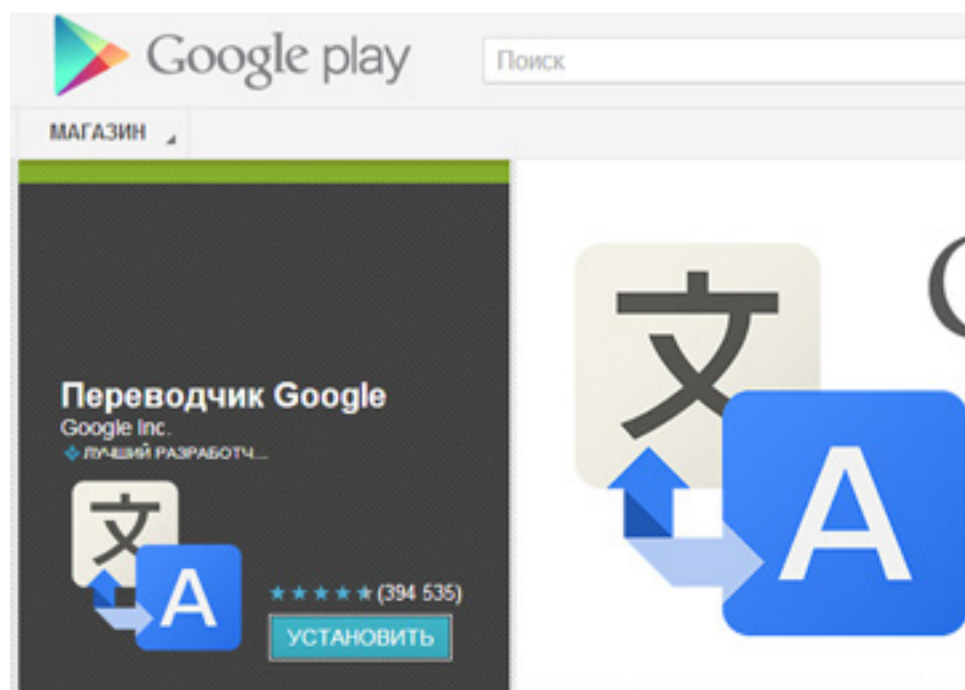 Google play
Поиск
МАГАЗИН
Переводчик Google
Google Inc.
ЛУЧШИЙ РАЗРАБОТЧ...
文
A
(394 535)
УСТАНОВИТЬ
文
A